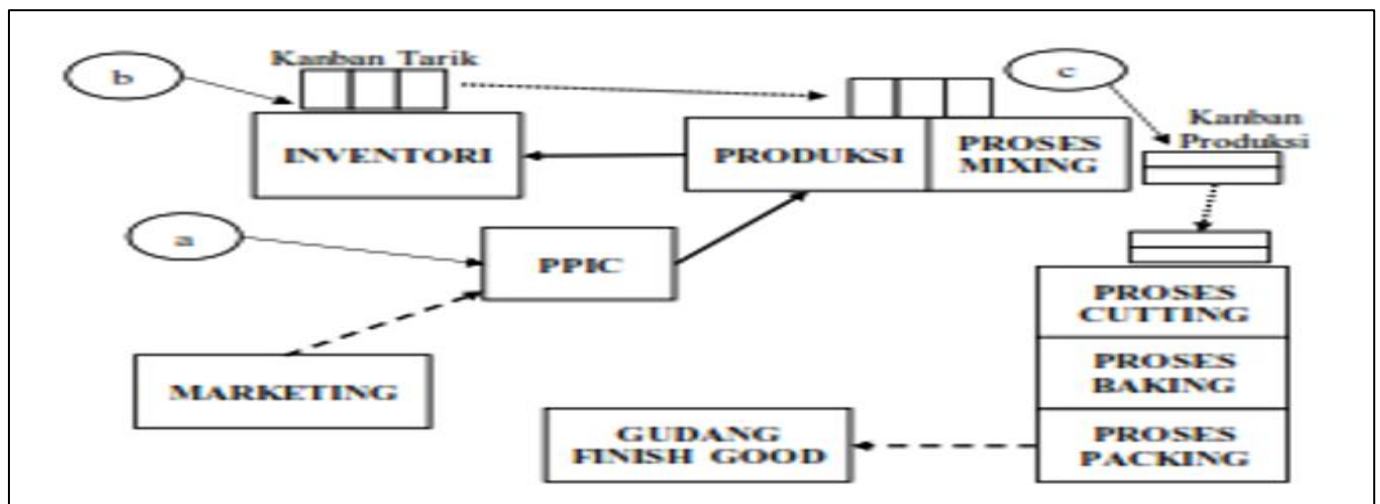 b
Kanban Tarik
c
Kanban
Produksi
INVENTORI
PRODUKSI
PROSES
MIXING
a
PPIC
PROSES
CUTTING
MARKETING
PROSES
BAKING
GUDANG
FINISH GOOD
PROSES
PACKING